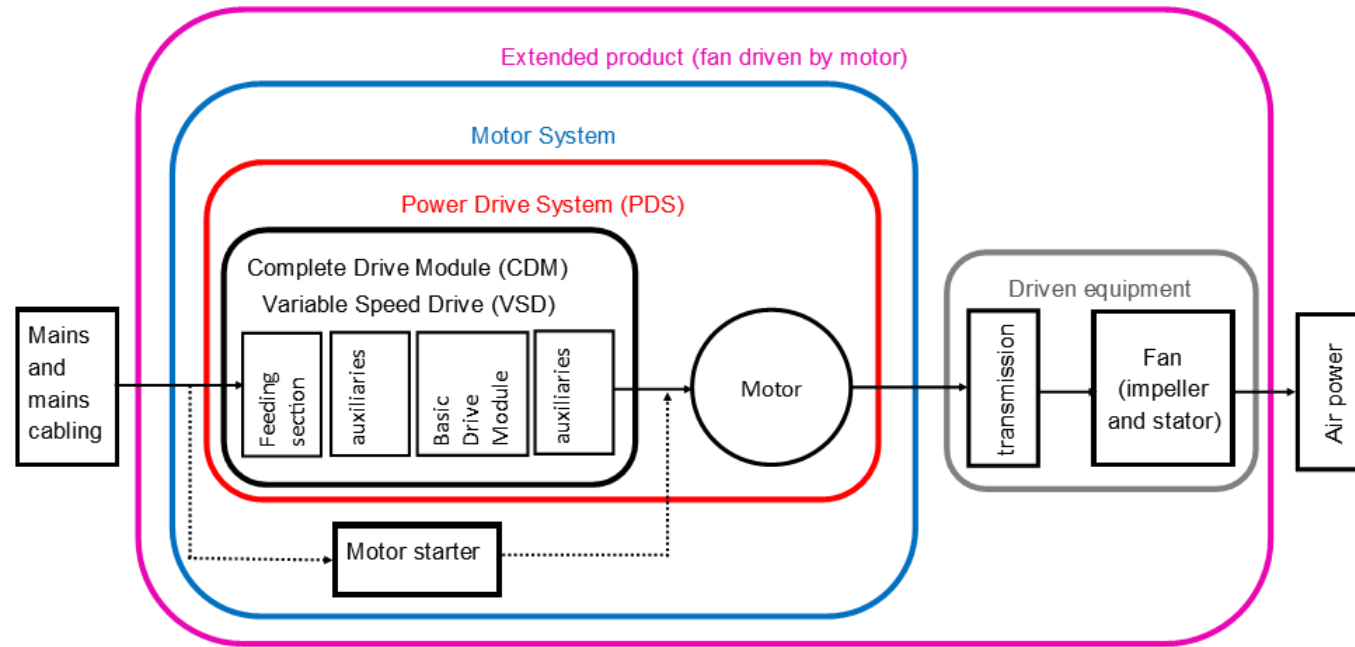 Extended product (fan driven by motor)
Motor System
Power Drive System (PDS)
Complete Drive Module (CDM)
Variable Speed Drive (VSD)
Mains
and
mains
cabling
Feeding
section
auxiliaries
Basic
Drive
Module
auxiliaries
Motor
Driven equipment
transmission
Fan
(impeller
and stator)
Air power
Motor starter